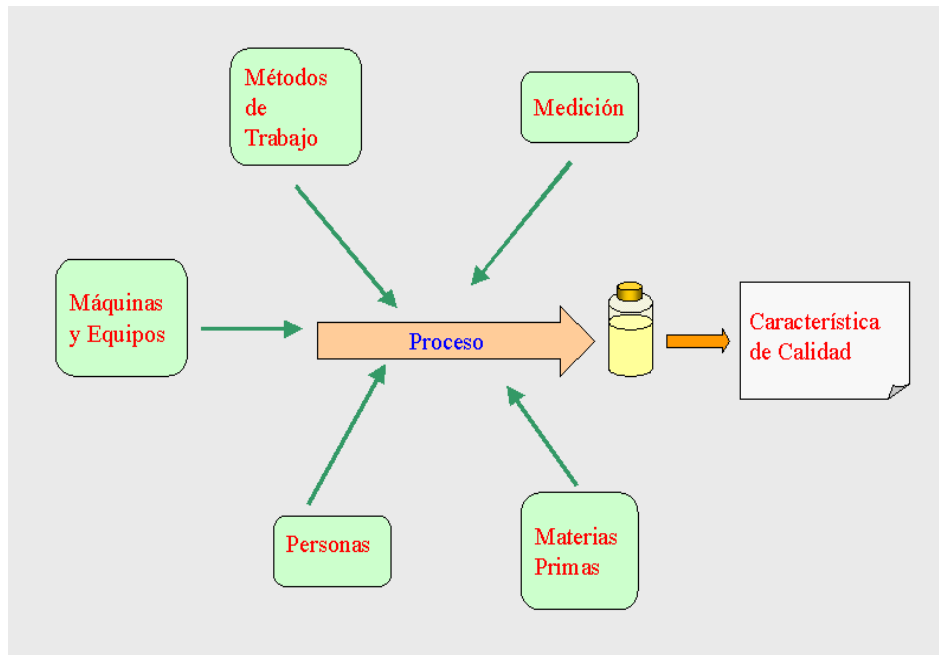 Métodos
de
Trabajo
Medición
Máquinas
y Equipos
Proceso
Característica
de Calidad
Personas
Materias
Primas